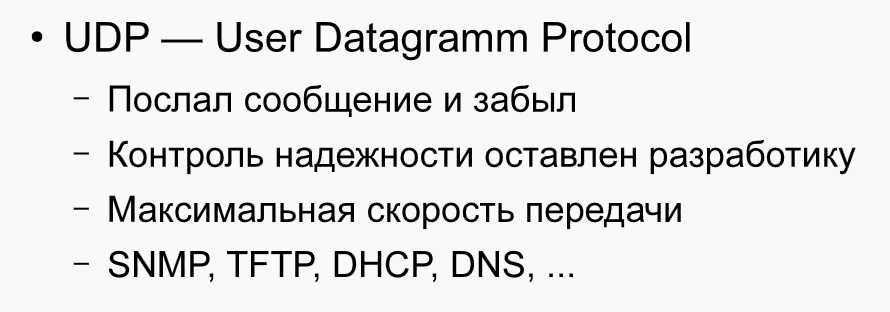 • UDP — User Datagramm Protocol
– Послал сообщение и забыл
– Контроль надежности оставлен разработику
– Максимальная скорость передачи
– SNMP, TFTP, DHCP, DNS, ...